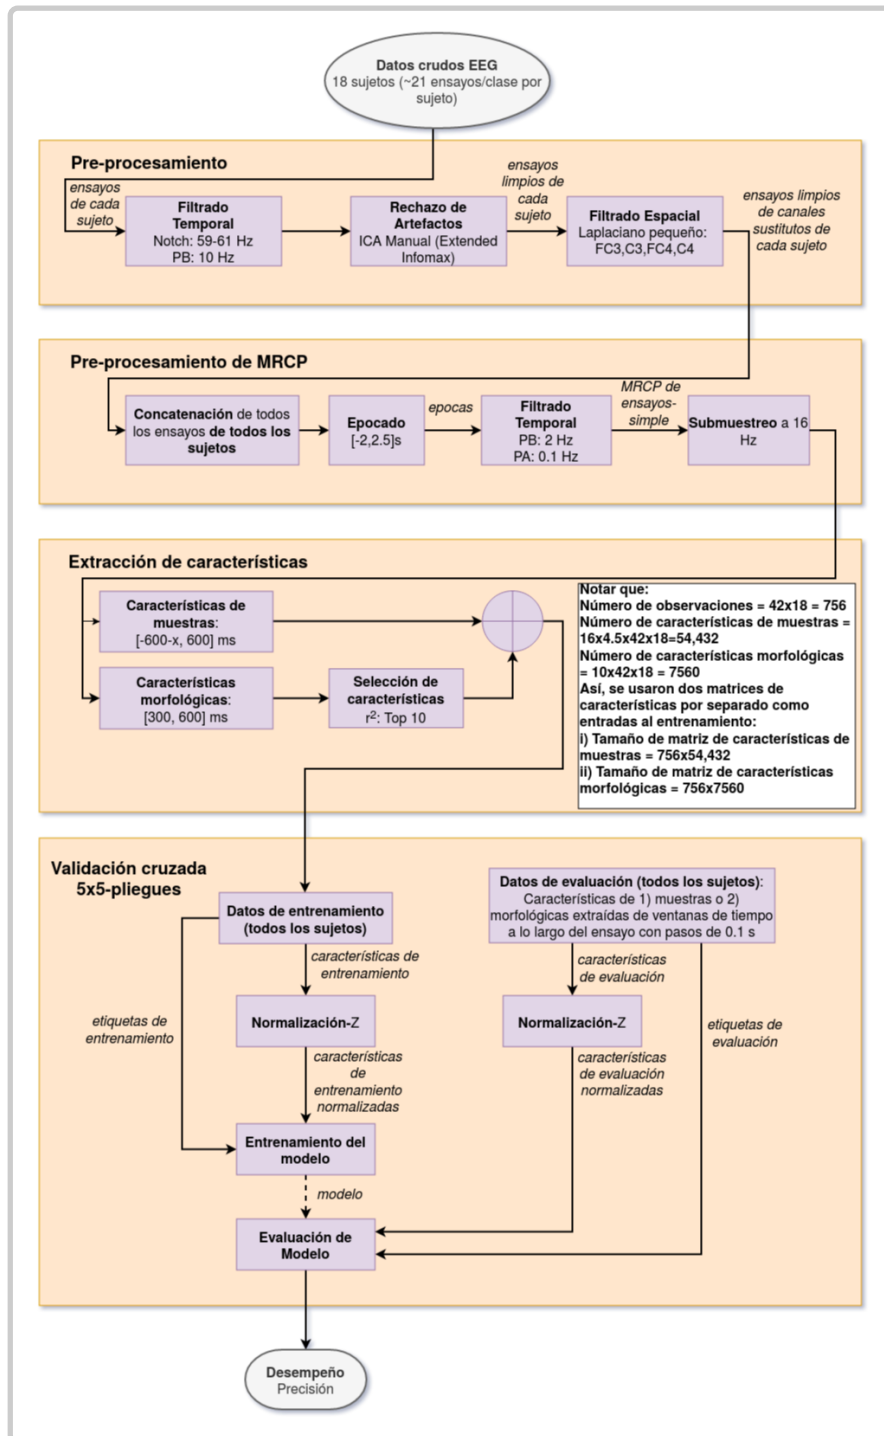 Datos crudos EEG
18 sujetos (~21 ensayos/clase por
sujeto)
Pre-procesamiento
ensayos
de cada
sujeto
Filtrado
Temporal
Notch: 59-61 Hz
PB: 10 Hz
Rechazo de
Artefactos
ICA Manual (Extended
Infomax)
ensayos
limpios de
cada
sujeto
Filtrado Espacial
Laplaciano pequeño:
FC3,C3,FC4,C4
ensayos limpios
de canales
sustitutos de
cada sujeto
Pre-procesamiento de MRCP
Concatenación de todos
los ensayos de todos los
sujetos
Epocado
[-2,2.5]s
epocas
Filtrado
Temporal
PB: 2 Hz
PA: 0.1 Hz
MRCP de
ensayos-
simple
Submuestreo a 16
Hz
Extracción de características
Características de
muestras:
[-600-x, 600] ms
Características
morfológicas:
[300, 600] ms
Selección de
características
r²: Top 10
Notar que:
Número de observaciones = 42x18 = 756
Número de características de muestras =
16x4.5x42x18=54,432
Número de características morfológicas
= 10x42x18 = 7560
Así, se usaron dos matrices de
características por separado como
entradas al entrenamiento:
i) Tamaño de matriz de características de
muestras = 756x54,432
ii) Tamaño de matriz de características
morfológicas = 756x7560
Validación cruzada
5x5-pliegues
Datos de entrenamiento
(todos los sujetos)
Datos de evaluación (todos los sujetos):
Características de 1) muestras o 2)
morfológicas extraídas de ventanas de tiempo
a lo largo del ensayo con pasos de 0.1 s
características de
entrenamiento
características
de evaluación
etiquetas de
entrenamiento
Normalización-Z
Normalización-Z
etiquetas de
evaluación
características
de
entrenamiento
normalizadas
características
de evaluación
normalizadas
Entrenamiento del
modelo
modelo
Evaluación de
Modelo
Desempeño
Precisión